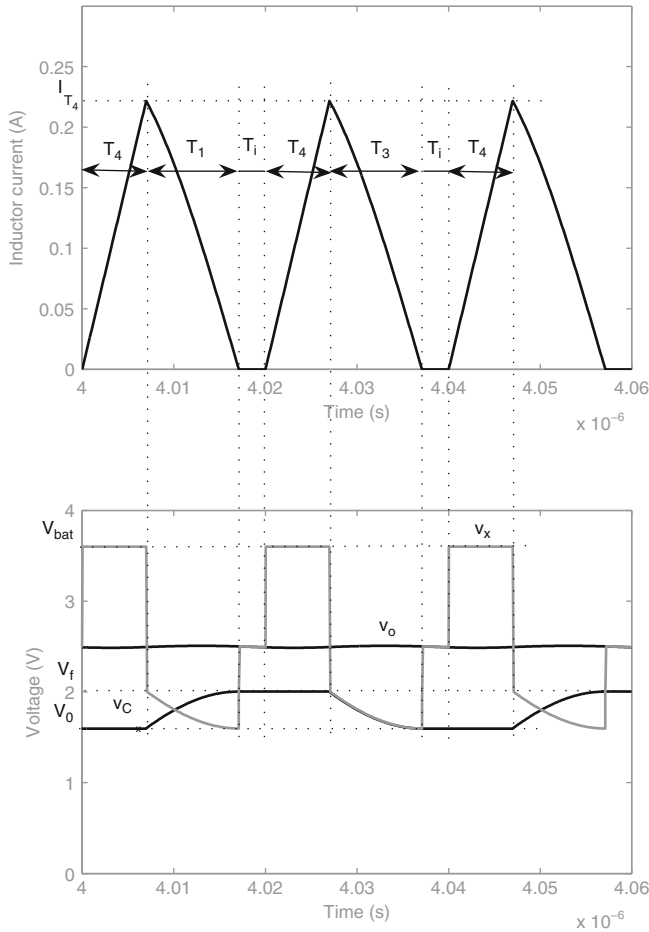 0.25
I_T4
0.2
0.15
0.1
0.05
0
Inductor current (A)
T4 T1 Ti T4 T3 Ti T4
4 4.01 4.02 4.03 4.04 4.05 4.06
Time (s)
x 10⁻⁶
4
Vbat
3
Vf
2
V0
1
0
Voltage (V)
vx
vo
vC
4 4.01 4.02 4.03 4.04 4.05 4.06
Time (s)
x 10⁻⁶